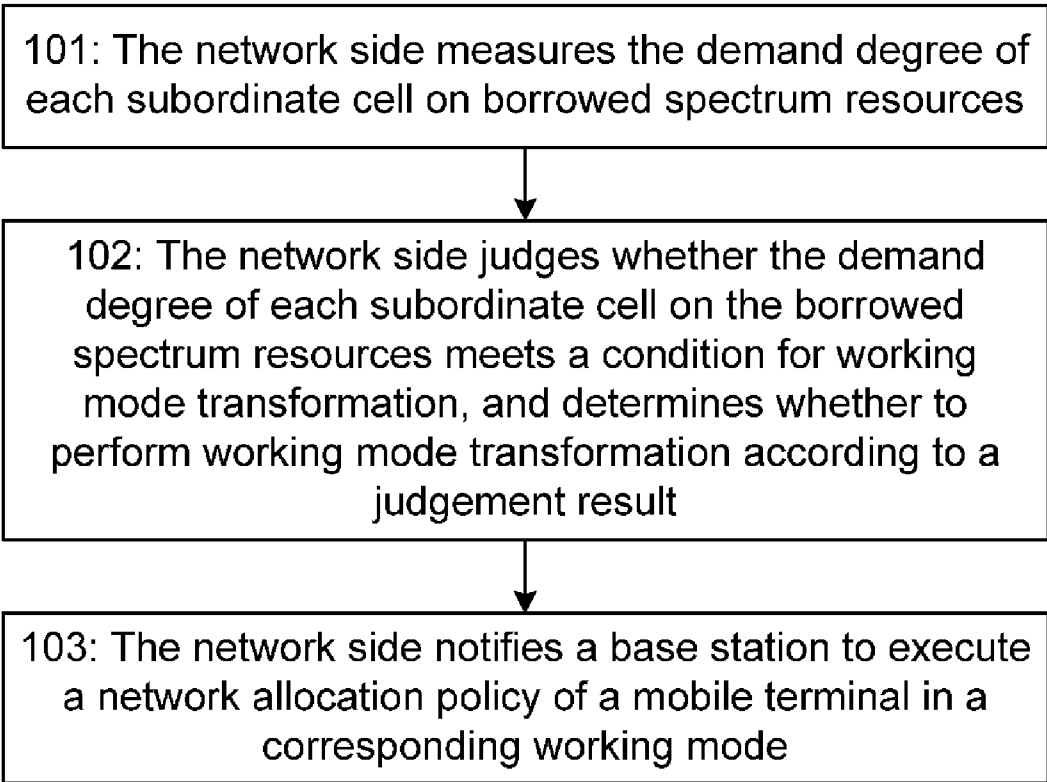 101: The network side measures the demand degree of
each subordinate cell on borrowed spectrum resources
102: The network side judges whether the demand
degree of each subordinate cell on the borrowed
spectrum resources meets a condition for working
mode transformation, and determines whether to
perform working mode transformation according to a
judgement result
103: The network side notifies a base station to execute
a network allocation policy of a mobile terminal in a
corresponding working mode